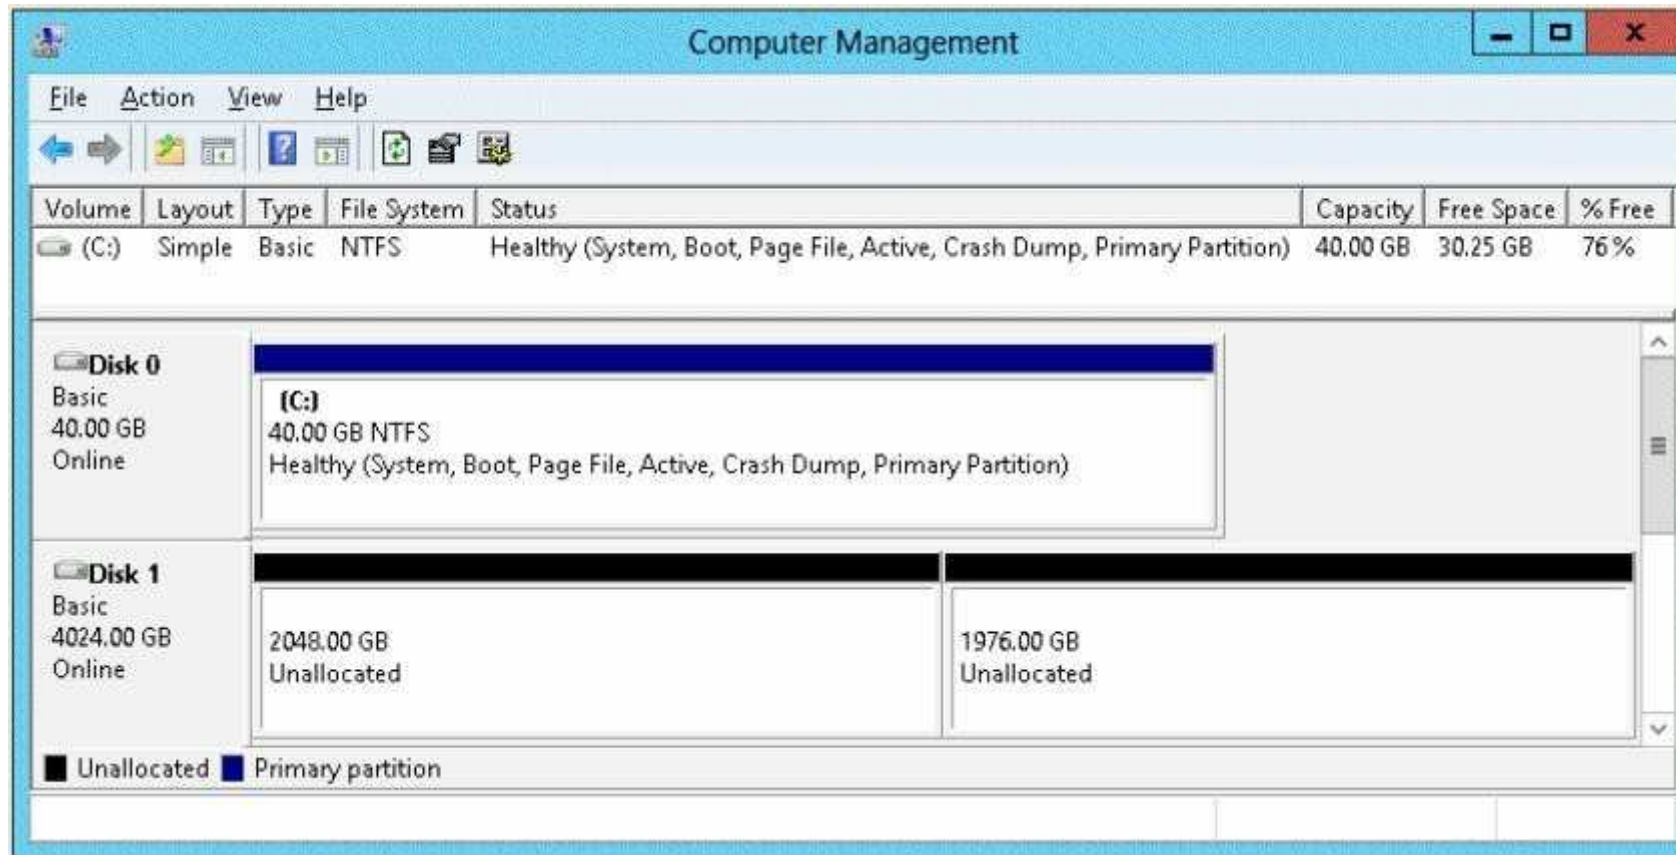 Computer Management
File Action View Help
Volume Layout Type File System Status Capacity Free Space % Free
(C:) Simple Basic NTFS Healthy (System, Boot, Page File, Active, Crash Dump, Primary Partition) 40.00 GB 30.25 GB 76%
Disk 0
Basic
40.00 GB
Online
(C:)
40.00 GB NTFS
Healthy (System, Boot, Page File, Active, Crash Dump, Primary Partition)
Disk 1
Basic
4024.00 GB
Online
2048.00 GB
Unallocated
1976.00 GB
Unallocated
Unallocated Primary partition